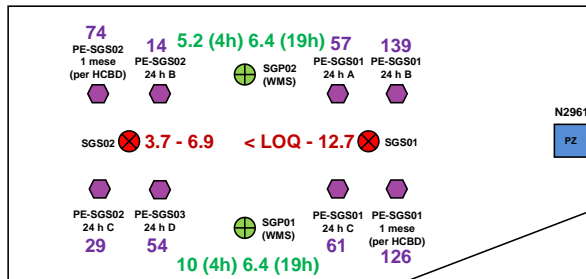 74
PE-SGS02
1 mese
(per HCBD)
14
PE-SGS02
24 h B
5.2 (4h) 6.4 (19h)
SGP02
(WMS)
57
PE-SGS01
24 h A
139
PE-SGS01
24 h B
N2961
PZ
SGS02
3.7 - 6.9
< LOQ - 12.7
SGS01
PE-SGS02
24 h C
29
PE-SGS03
24 h D
54
SGP01
(WMS)
10 (4h) 6.4 (19h)
PE-SGS01
24 h C
61
PE-SGS01
1 mese
(per HCBD)
126